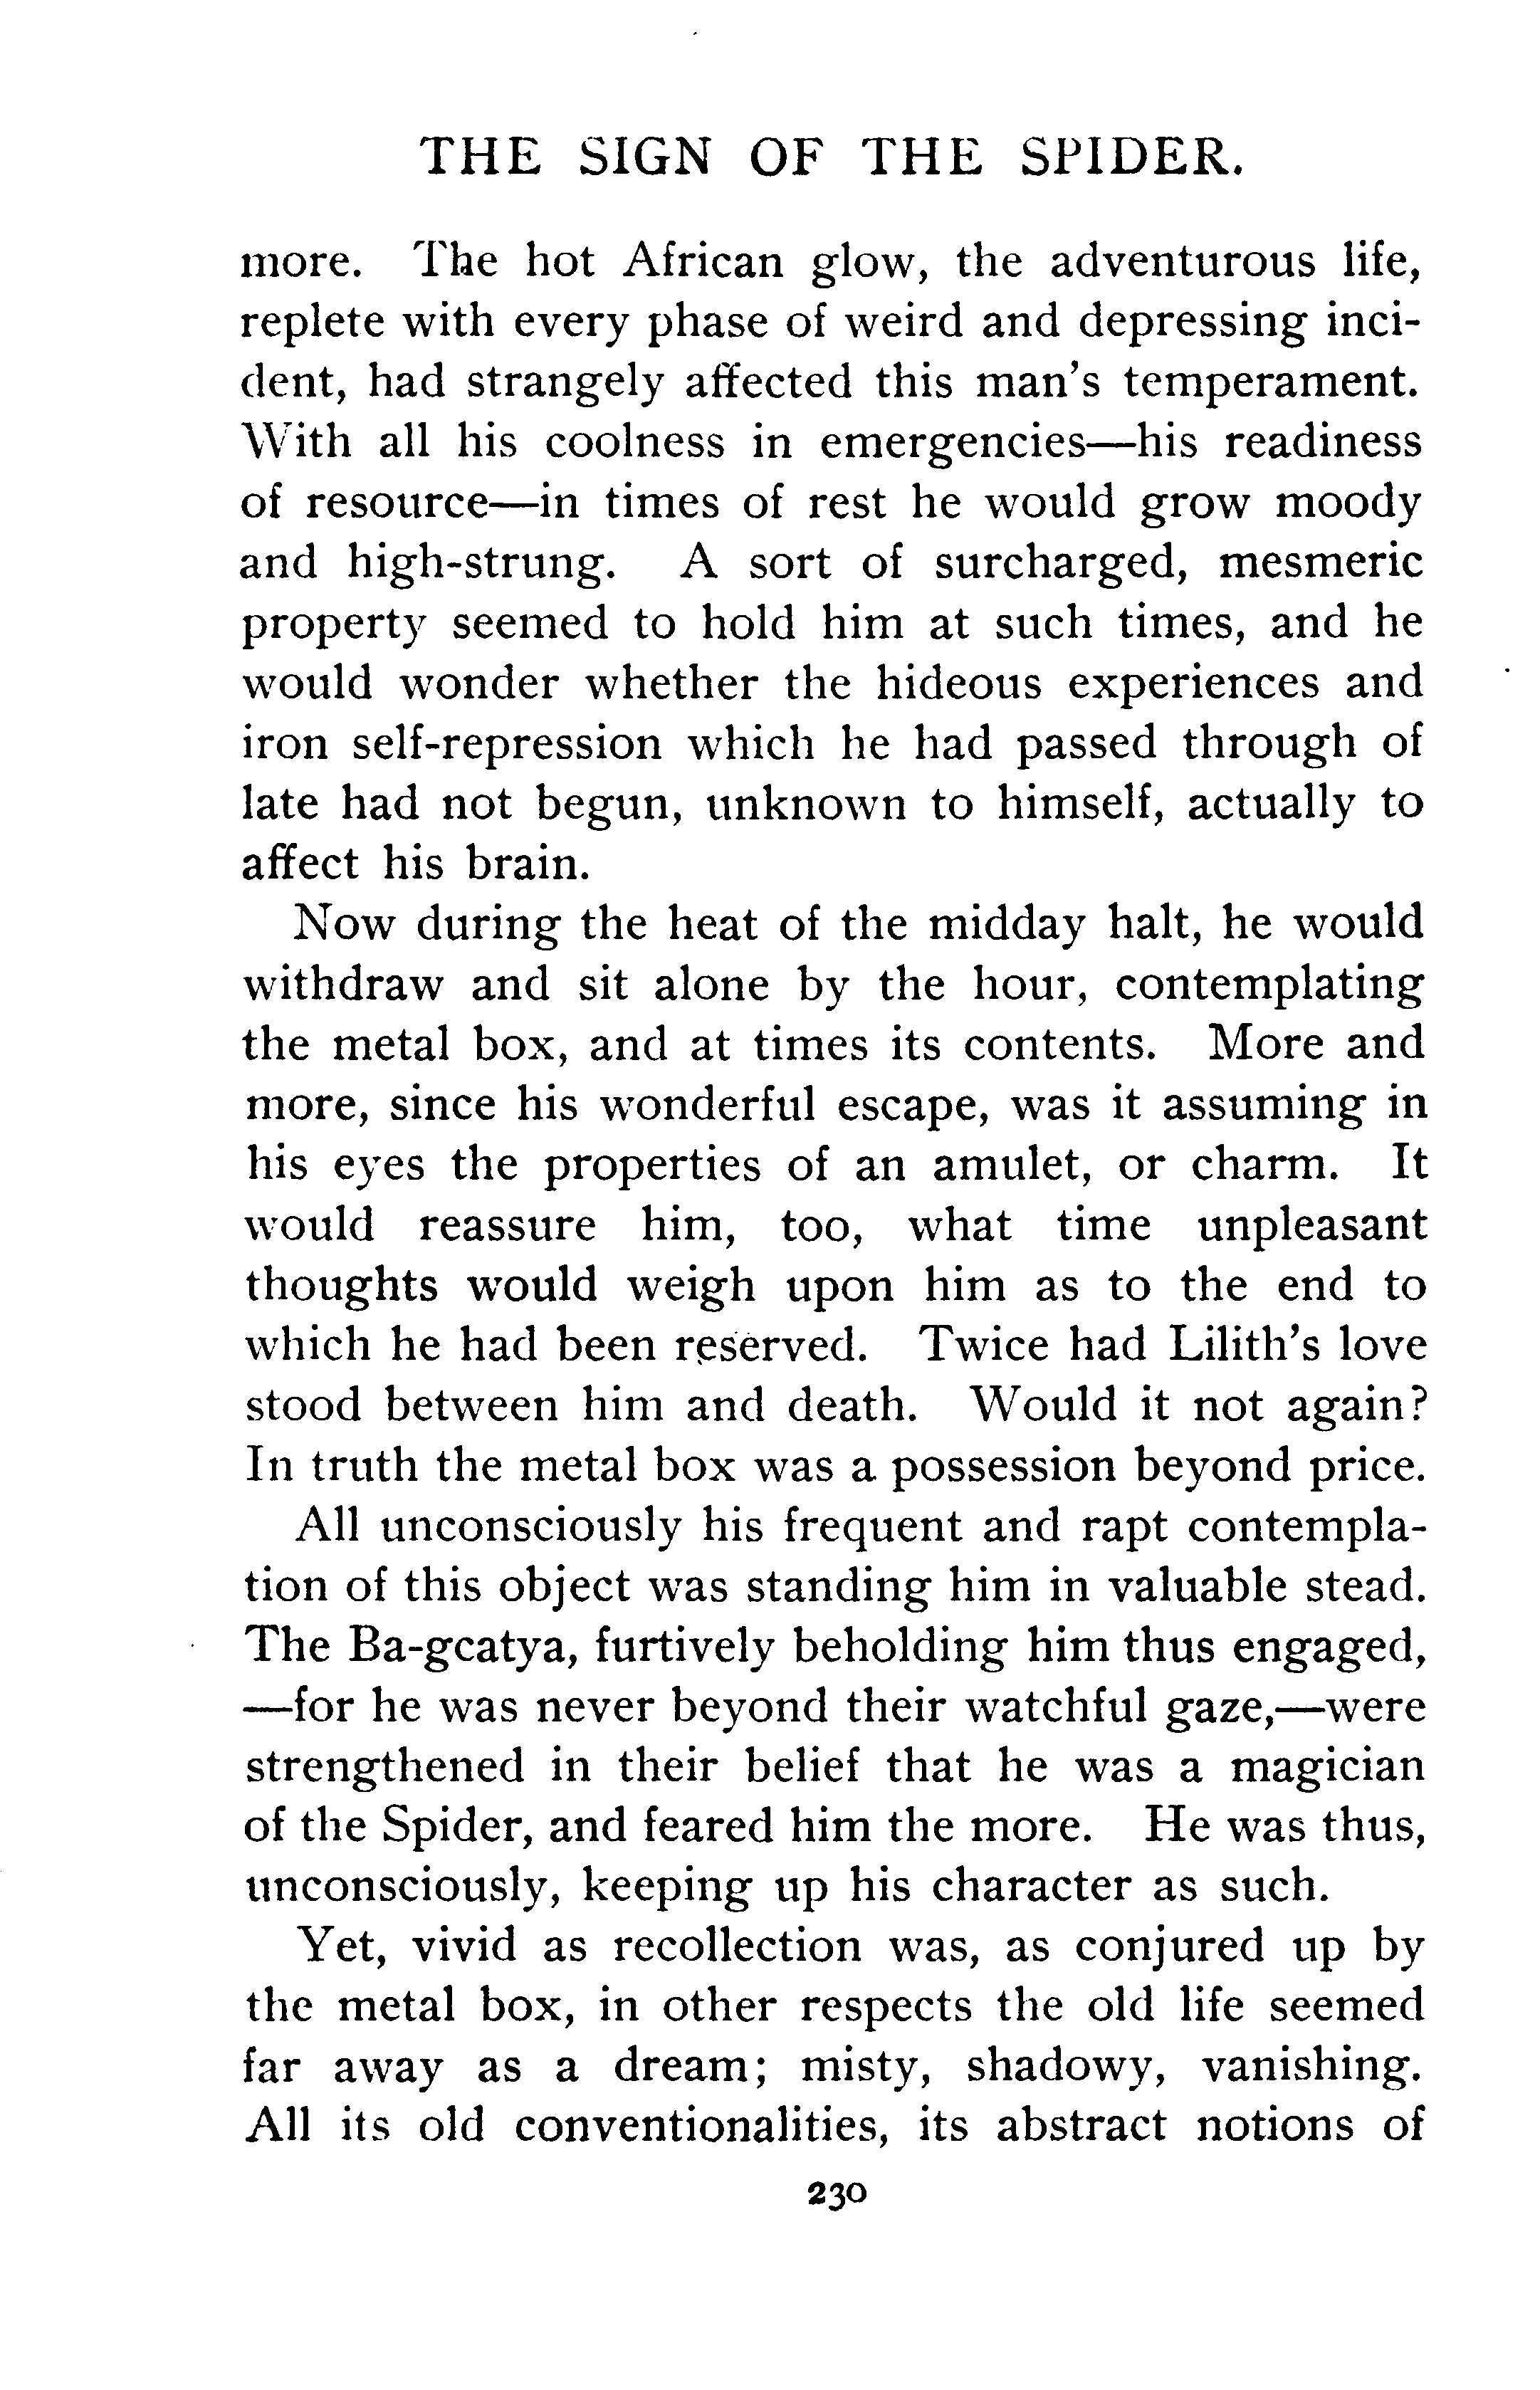 THE SIGN OF THE SPIDER.
more. The hot African glow, the adventurous life,
replete with every phase of weird and depressing inci-
dent, had strangely affected this man's temperament.
With all his coolness in emergencies—his readiness
of resource—in times of rest he would grow moody
and high-strung. A sort of surcharged, mesmeric
property seemed to hold him at such times, and he
would wonder whether the hideous experiences and
iron self-repression which he had passed through of
late had not begun, unknown to himself, actually to
affect his brain.
Now during the heat of the midday halt, he would
withdraw and sit alone by the hour, contemplating
the metal box, and at times its contents. More and
more, since his wonderful escape, was it assuming in
his eyes the properties of an amulet, or charm. It
would reassure him, too, what time unpleasant
thoughts would weigh upon him as to the end to
which he had been reserved. Twice had Lilith's love
stood between him and death. Would it not again?
In truth the metal box was a possession beyond price.
All unconsciously his frequent and rapt contempla-
tion of this object was standing him in valuable stead.
The Ba-gcatya, furtively beholding him thus engaged,
—for he was never beyond their watchful gaze,—were
strengthened in their belief that he was a magician
of the Spider, and feared him the more. He was thus,
unconsciously, keeping up his character as such.
Yet, vivid as recollection was, as conjured up by
the metal box, in other respects the old life seemed
far away as a dream; misty, shadowy, vanishing.
All its old conventionalities, its abstract notions of
230